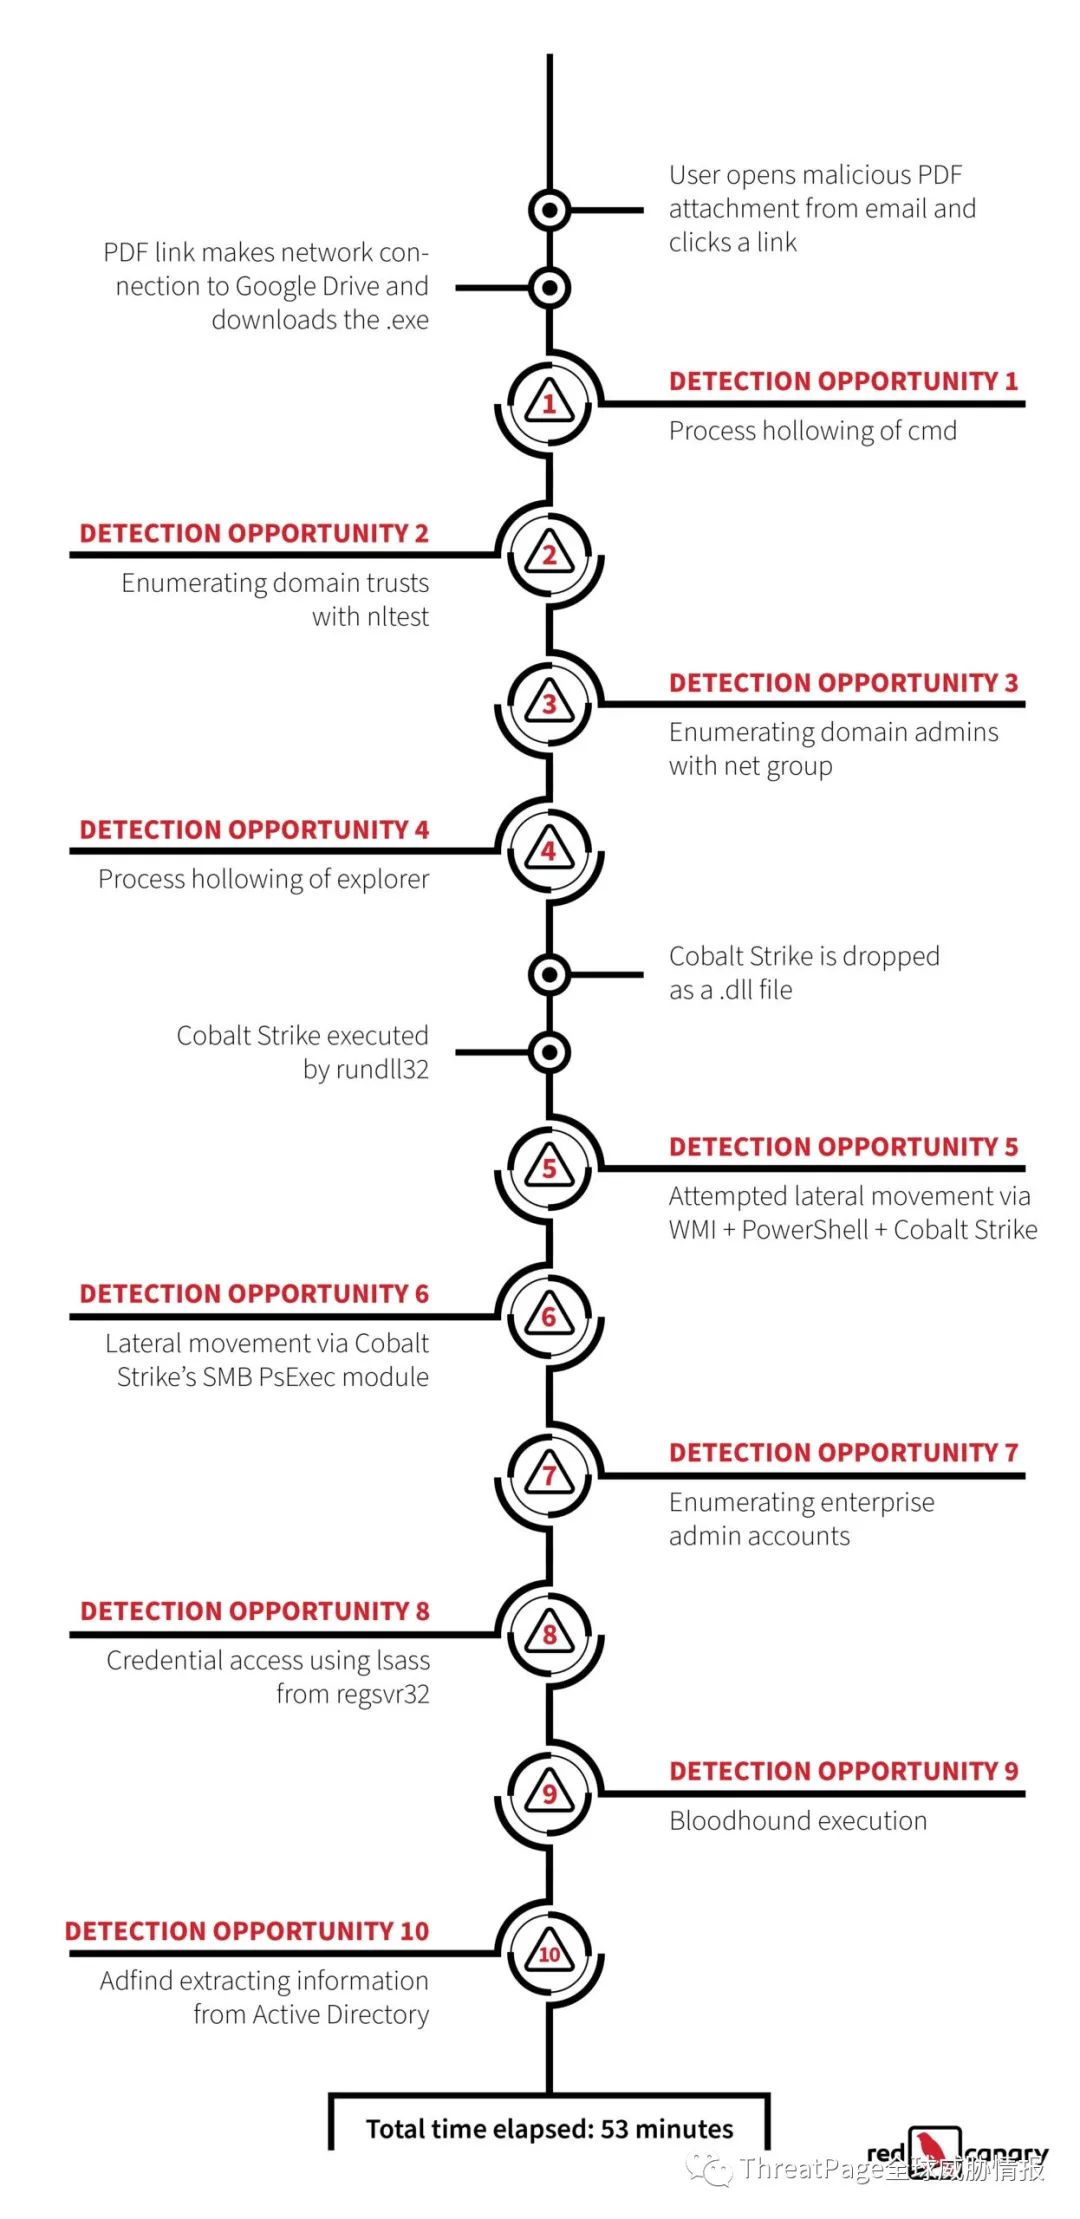 User opens malicious PDF
attachment from email and
clicks a link
PDF link makes network con-
nection to Google Drive and
downloads the .exe
1
DETECTION OPPORTUNITY 1
Process hollowing of cmd
DETECTION OPPORTUNITY 2
2
Enumerating domain trusts
with nltest
3
DETECTION OPPORTUNITY 3
Enumerating domain admins
with net group
DETECTION OPPORTUNITY 4
4
Process hollowing of explorer
Cobalt Strike is dropped
as a .dll file
Cobalt Strike executed
by rundll32
5
DETECTION OPPORTUNITY 5
Attempted lateral movement via
WMI + PowerShell + Cobalt Strike
DETECTION OPPORTUNITY 6
6
Lateral movement via Cobalt
Strike’s SMB PsExec module
7
DETECTION OPPORTUNITY 7
Enumerating enterprise
admin accounts
DETECTION OPPORTUNITY 8
8
Credential access using lsass
from regsvr32
9
DETECTION OPPORTUNITY 9
Bloodhound execution
DETECTION OPPORTUNITY 10
10
Adfind extracting information
from Active Directory
Total time elapsed: 53 minutes
red canary
ThreatPage全球威胁情报